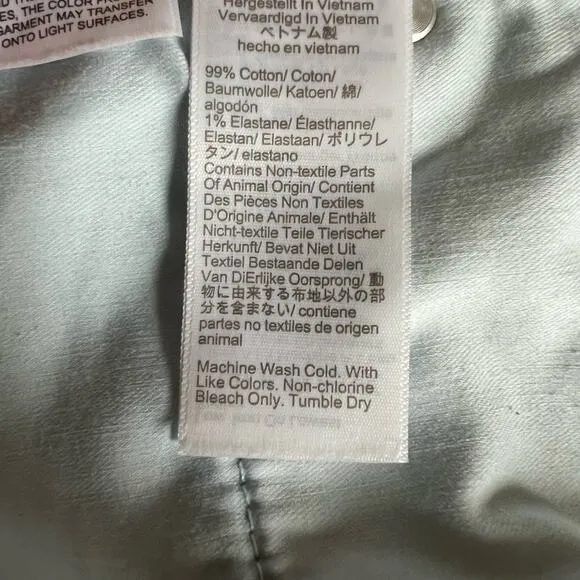 ES, THE COLOR
GARMENT MAY TRANSFER
ONTO LIGHT SURFACES.
Hergestellt In Vietnam
Vervaardigd In Vietnam
ベトナム製
hecho en vietnam
99% Cotton/ Coton/
Baumwolle/ Katoen/ 綿/
algodón
1% Elastane/ Élasthanne/
Elastan/ Elastaan/ ポリウレ
タン/ elastano
Contains Non-textile Parts
Of Animal Origin/ Contient
Des Pièces Non Textiles
D'Origine Animale/ Enthält
Nicht-textile Teile Tierischer
Herkunft/ Bevat Niet Uit
Textiel Bestaande Delen
Van DiErlijke Oorsprong/ 動
物に由来する布地以外の部
分を含まない/ contiene
partes no textiles de origen
animal
Machine Wash Cold. With
Like Colors. Non-chlorine
Bleach Only. Tumble Dry